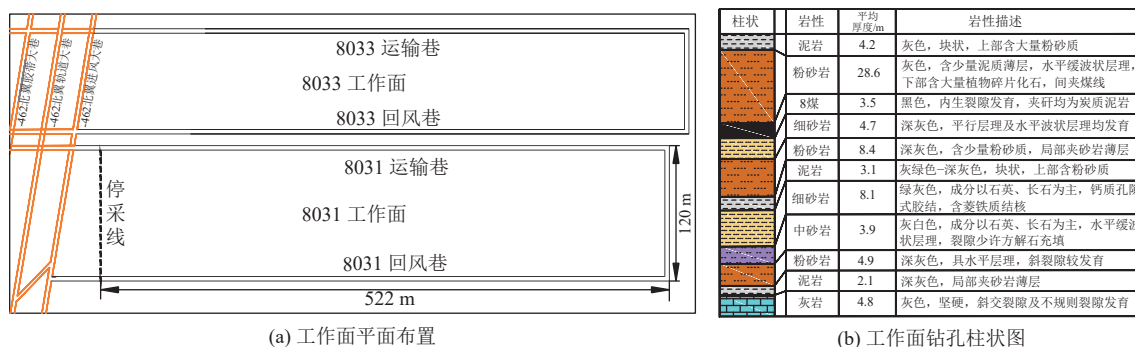 -462北翼胶带大巷
-462北翼轨道大巷
-462北翼进风大巷
8033 运输巷
8033 工作面
8033 回风巷
停采线
8031 运输巷
8031 工作面
8031 回风巷
120 m
522 m
(a) 工作面平面布置
柱状 岩性 平均厚度/m 岩性描述
泥岩 4.2 灰色，块状，上部含大量粉砂质
粉砂岩 28.6 灰色，含少量泥质薄层，水平缓波状层理，
下部含大量植物碎片化石，间夹煤线
8煤 3.5 黑色，内生裂隙发育，夹矸均为炭质泥岩
细砂岩 4.7 深灰色，平行层理及水平波状层理均发育
粉砂岩 8.4 深灰色，含少量粉砂质，局部夹砂岩薄层
泥岩 3.1 灰绿色-深灰色，块状，上部含粉砂质
细砂岩 8.1 绿灰色，成分以石英、长石为主，钙质孔隙
式胶结，含菱铁质结核
中砂岩 3.9 灰白色，成分以石英、长石为主，水平缓波
状层理，裂隙少许方解石充填
粉砂岩 4.9 深灰色，具水平层理，斜裂隙较发育
泥岩 2.1 深灰色，局部夹砂岩薄层
灰岩 4.8 灰色，坚硬，斜交裂隙及不规则裂隙发育
(b) 工作面钻孔柱状图